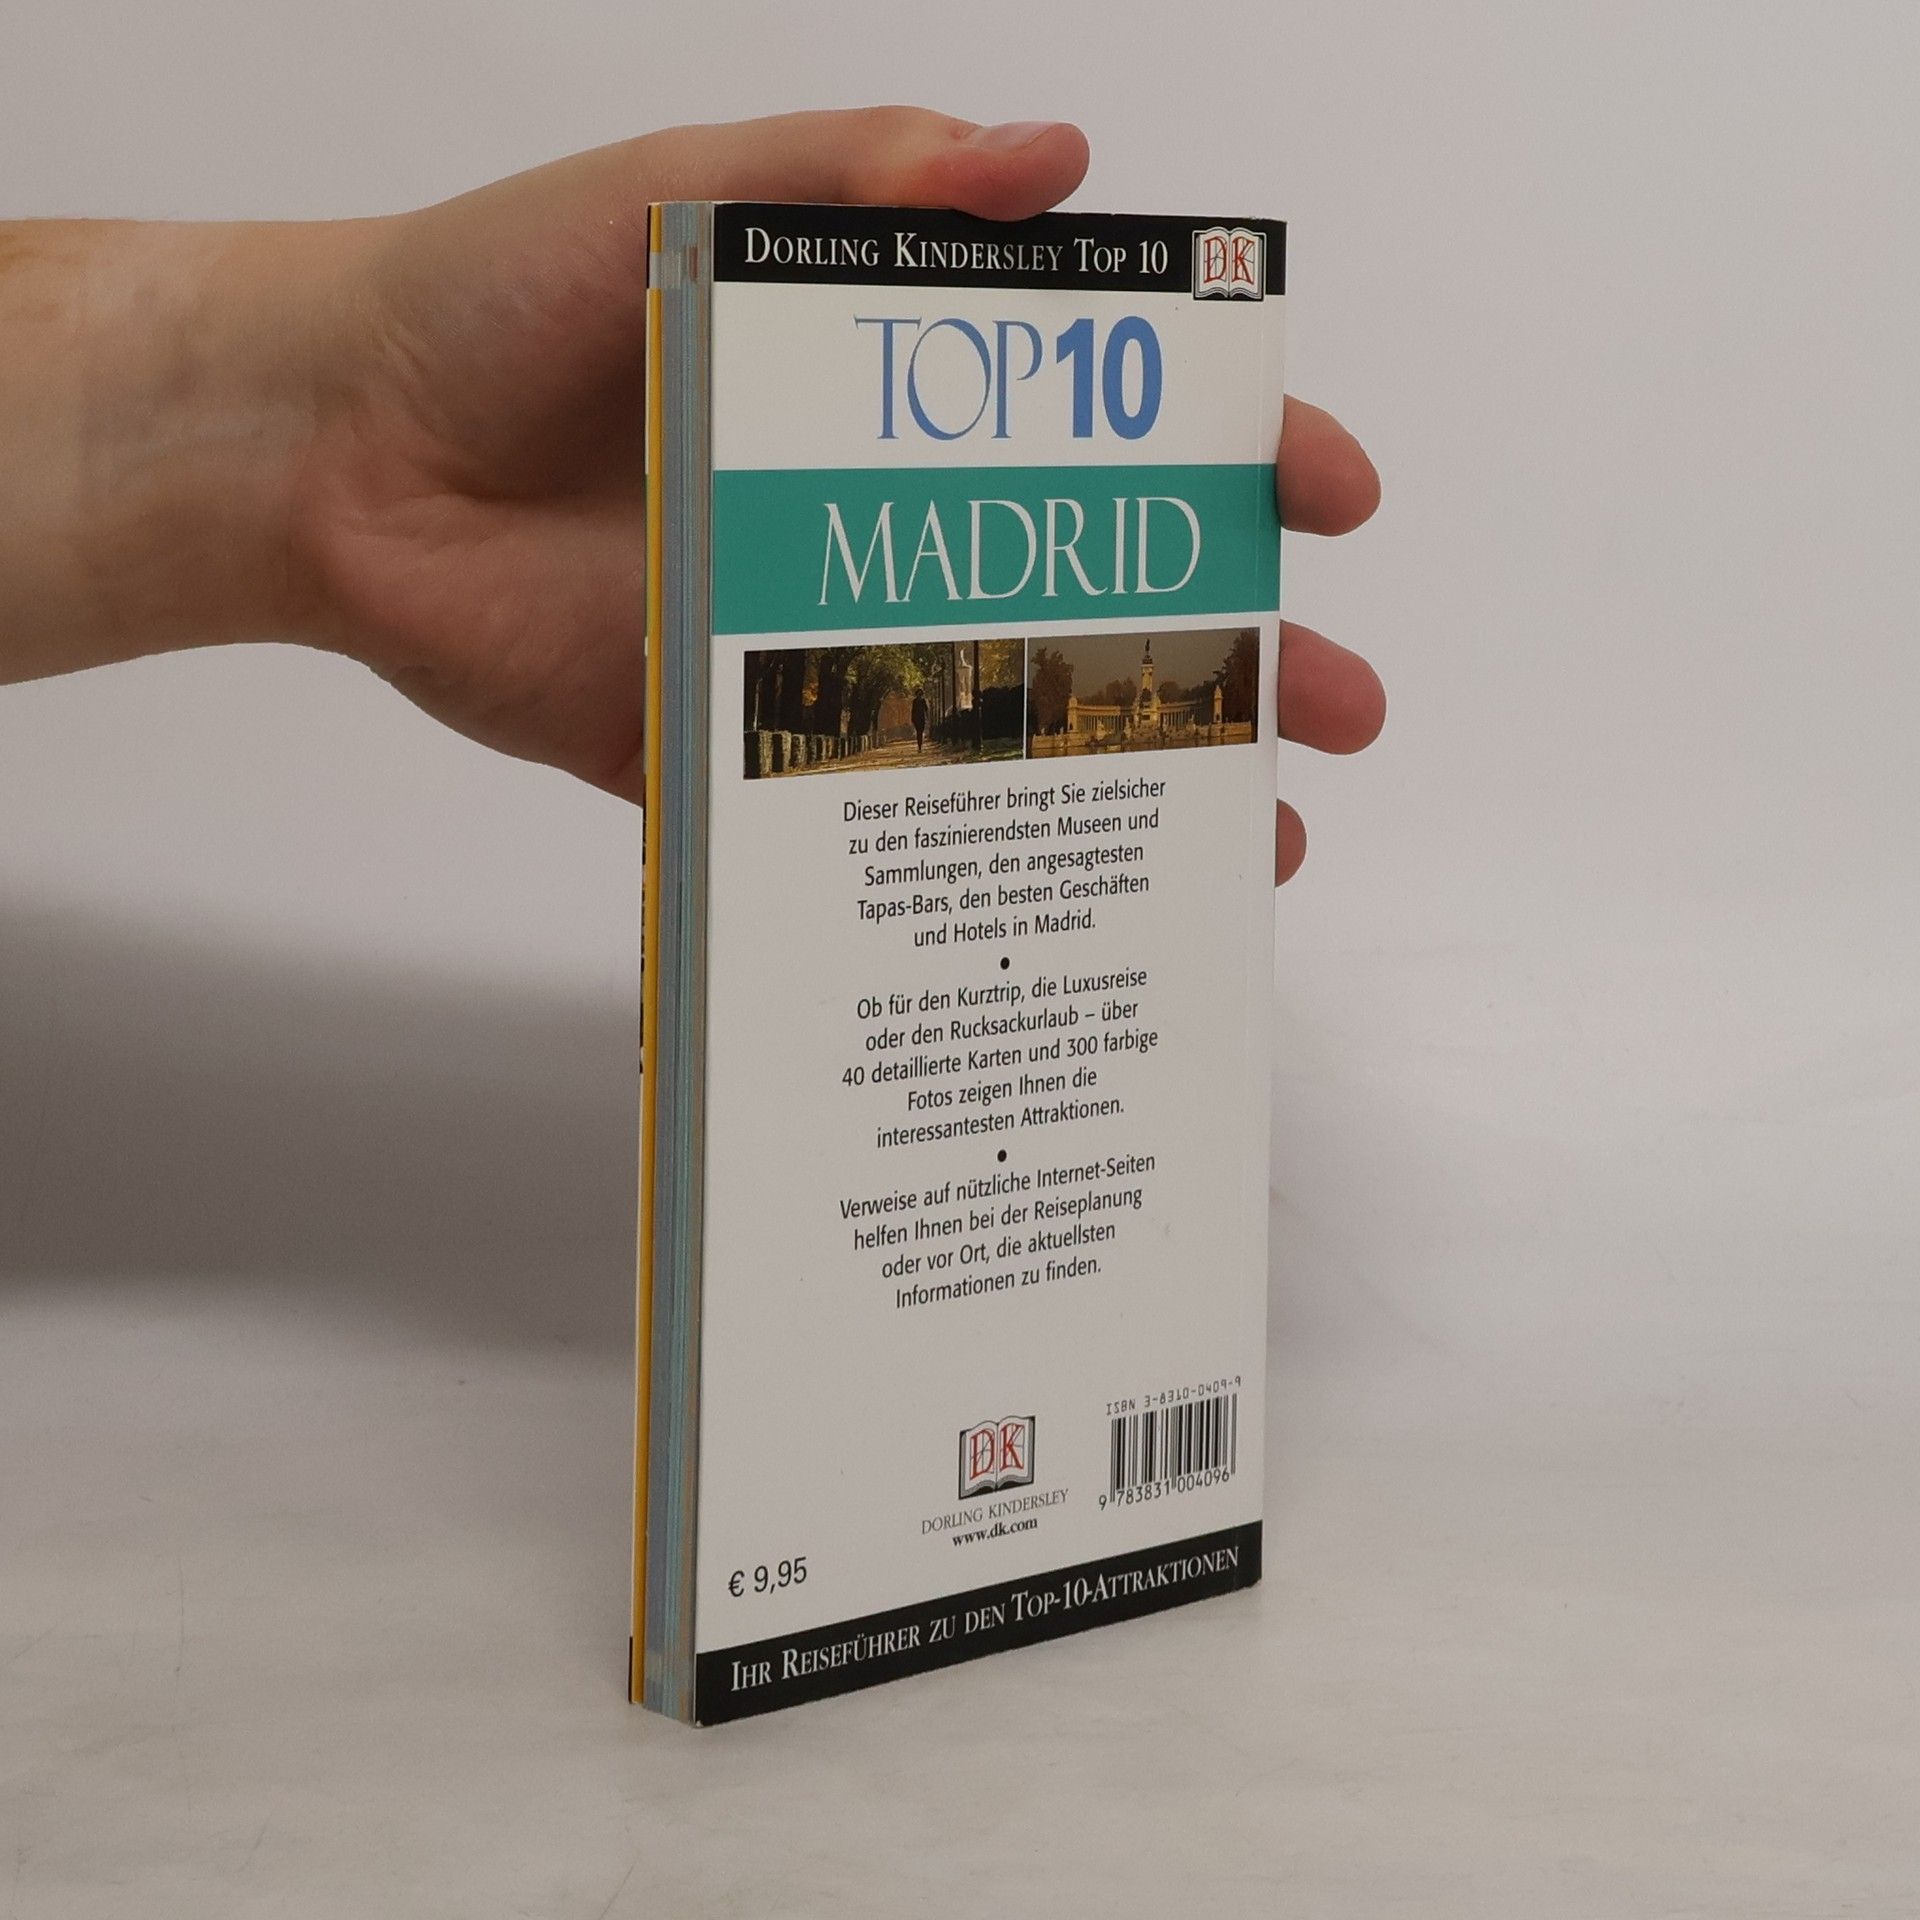 DORLING KINDERSLEY TOP 10
DK
TOP 10
MADRID
Dieser Reiseführer bringt Sie zielsicher
zu den faszinierendsten Museen und
Sammlungen, den angesagtesten
Tapas-Bars, den besten Geschäften
und Hotels in Madrid.
•
Ob für den Kurztrip, die Luxusreise
oder den Rucksackurlaub – über
40 detaillierte Karten und 300 farbige
Fotos zeigen Ihnen die
interessantesten Attraktionen.
•
Verweise auf nützliche Internet-Seiten
helfen Ihnen bei der Reiseplanung
oder vor Ort, die aktuellsten
Informationen zu finden.
ISBN 3-8310-0409-9
9 783831 004096
DK
DORLING KINDERSLEY
www.dk.com
€ 9,95
IHR REISEFÜHRER ZU DEN TOP-10-ATTRAKTIONEN